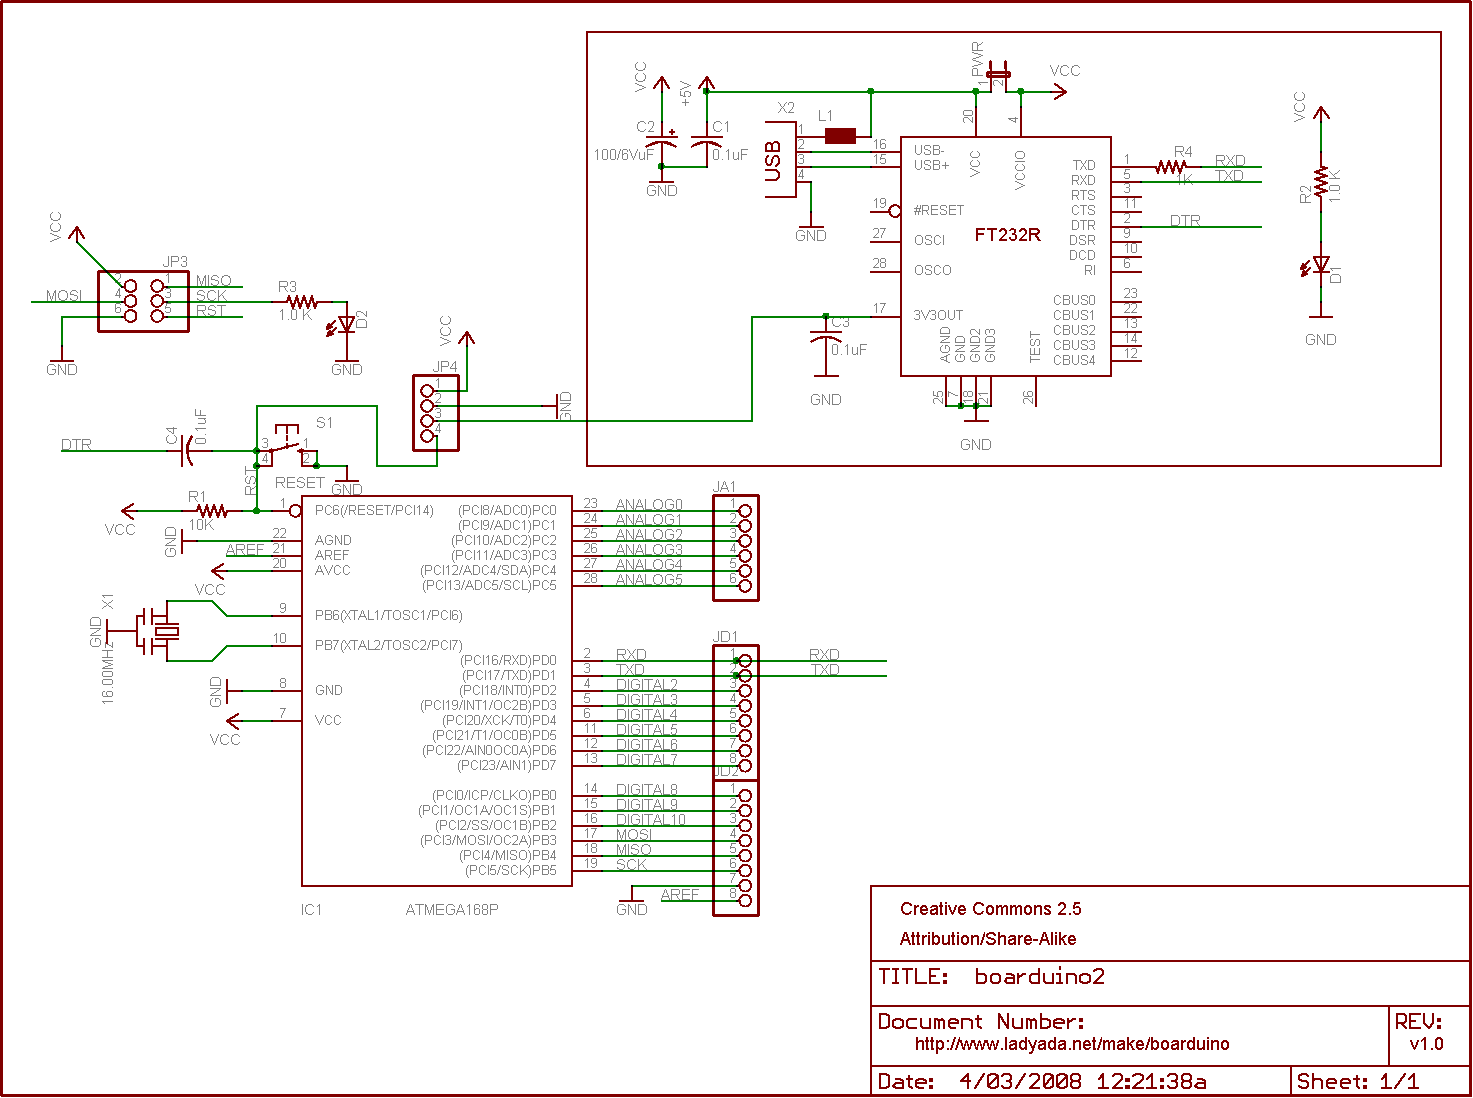 PWR
1
2
VCC
VCC
+5V
C2
+
100/6VuF
C1
0.1uF
GND
X2
USB
1
2
3
4
L1
GND
20
4
VCC
VCCIO
16 USB-
15 USB+
19 #RESET
27 OSCI
28 OSCO
17 3V3OUT
FT232R
TXD 1
RXD 5
RTS 3
CTS 11
DTR 2
DSR 9
DCD 10
RI 6
CBUS0 23
CBUS1 22
CBUS2 13
CBUS3 14
CBUS4 12
AGND
GND
GND2
GND3
TEST
25
7
18
21
26
GND
R4
1K
RXD
TXD
DTR
VCC
R2
1.0 K
D1
GND
C3
0.1uF
GND
VCC
JP3
2
4
6
1
3
5
MOSI
MISO
SCK
RST
GND
R3
1.0 K
D2
GND
VCC
JP4
1
2
3
4
GND
DTR
C4
0.1uF
S1
3
4
1
2
RESET
GND
RST
R1
10K
VCC
1 PC6(/RESET/PCI14)
GND
22 AGND
AREF 21 AREF
20 AVCC
VCC
9 PB6(XTAL1/TOSC1/PCI6)
10 PB7(XTAL2/TOSC2/PCI7)
X1
GND
16.00MHz
GND
8 GND
7 VCC
VCC
(PCI8/ADC0)PC0 23 ANALOG0
(PCI9/ADC1)PC1 24 ANALOG1
(PCI10/ADC2)PC2 25 ANALOG2
(PCI11/ADC3)PC3 26 ANALOG3
(PCI12/ADC4/SDA)PC4 27 ANALOG4
(PCI13/ADC5/SCL)PC5 28 ANALOG5
JA1
1
2
3
4
5
6
(PCI16/RXD)PD0 2 RXD
(PCI17/TXD)PD1 3 TXD
(PCI18/INT0)PD2 4 DIGITAL2
(PCI19/INT1/OC2B)PD3 5 DIGITAL3
(PCI20/XCK/T0)PD4 6 DIGITAL4
(PCI21/T1/OC0B)PD5 11 DIGITAL5
(PCI22/AIN0OC0A)PD6 12 DIGITAL6
(PCI23/AIN1)PD7 13 DIGITAL7
JD1
1
2
3
4
5
6
7
8
RXD
TXD
(PCI0/ICP/CLKO)PB0 14 DIGITAL8
(PCI1/OC1A/OC1S)PB1 15 DIGITAL9
(PCI2/SS/OC1B)PB2 16 DIGITAL10
(PCI3/MOSI/OC2A)PB3 17 MOSI
(PCI4/MISO)PB4 18 MISO
(PCI5/SCK)PB5 19 SCK
JD2
1
2
3
4
5
6
7
8
GND
AREF
IC1
ATMEGA168P
Creative Commons 2.5
Attribution/Share-Alike
TITLE: boarduino2
Document Number:
http://www.ladyada.net/make/boarduino
REV:
v1.0
Date: 4/03/2008 12:21:38a
Sheet: 1/1